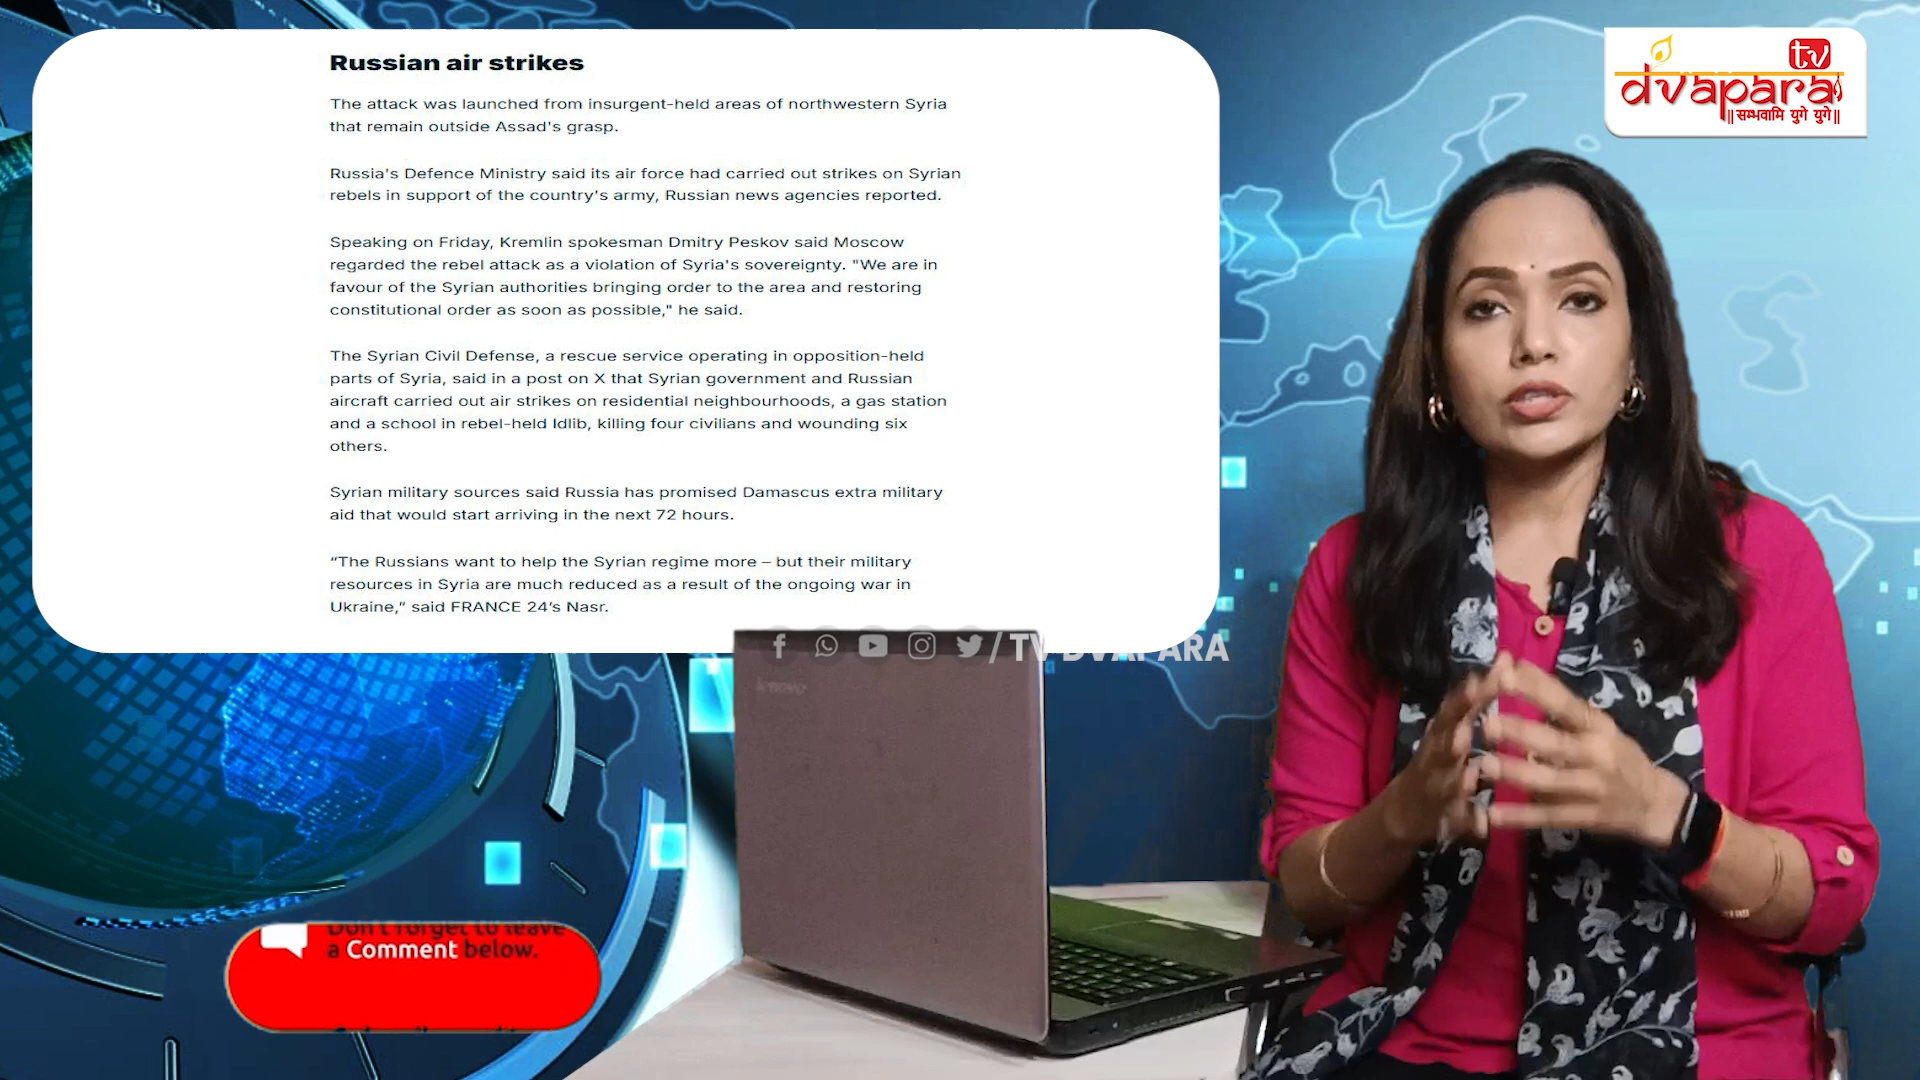 Russian air strikes
The attack was launched from insurgent-held areas of northwestern Syria
that remain outside Assad's grasp.
Russia's Defence Ministry said its air force had carried out strikes on Syrian
rebels in support of the country's army, Russian news agencies reported.
Speaking on Friday, Kremlin spokesman Dmitry Peskov said Moscow
regarded the rebel attack as a violation of Syria's sovereignty. "We are in
favour of the Syrian authorities bringing order to the area and restoring
constitutional order as soon as possible," he said.
The Syrian Civil Defense, a rescue service operating in opposition-held
parts of Syria, said in a post on X that Syrian government and Russian
aircraft carried out air strikes on residential neighbourhoods, a gas station
and a school in rebel-held Idlib, killing four civilians and wounding six
others.
Syrian military sources said Russia has promised Damascus extra military
aid that would start arriving in the next 72 hours.
“The Russians want to help the Syrian regime more – but their military
resources in Syria are much reduced as a result of the ongoing war in
Ukraine,” said FRANCE 24’s Nasr.
tv
dvapara
॥सम्भवामि युगे युगे॥
/ TV DVAPARA
Don't forget to leave
a Comment below.